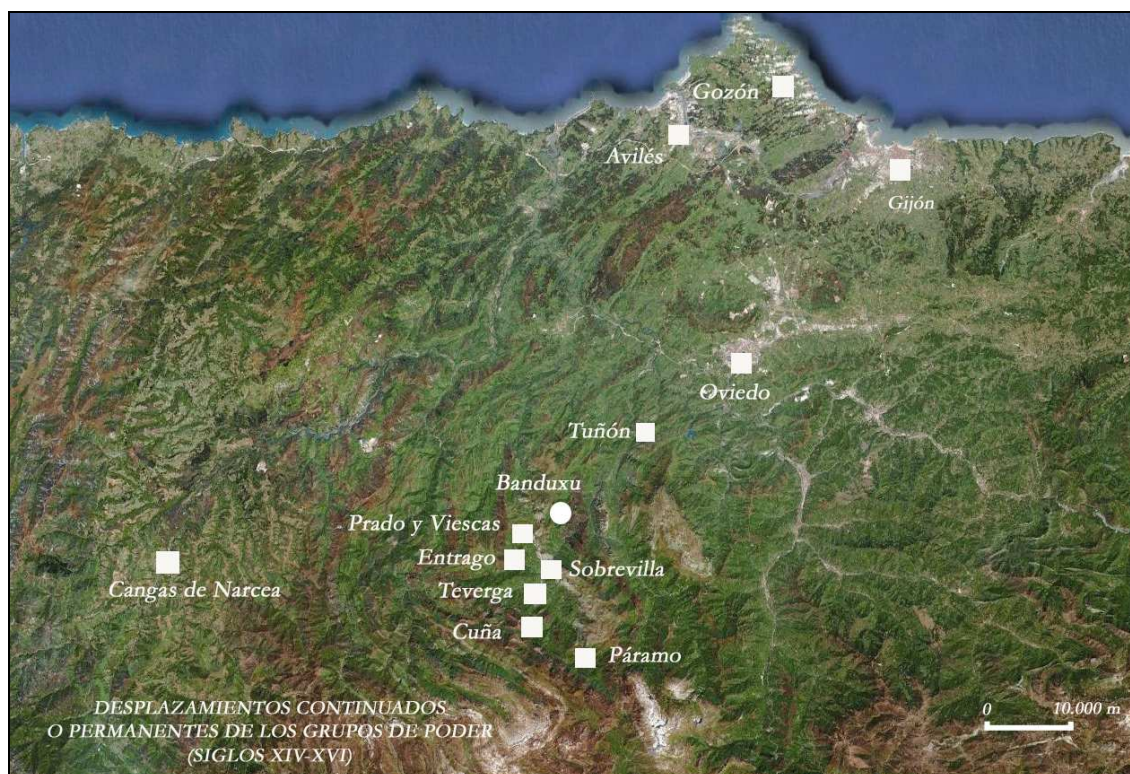 Gozón
Avilés
Gijón
Oviedo
Tuñón
Banduxu
Prado y Viescas
Entrago
Sobrevilla
Teverga
Cangas de Narcea
Cuña
Páramo
DESPLAZAMIENTOS CONTINUADOS
O PERMANENTES DE LOS GRUPOS DE PODER
(SIGLOS XIV-XVI)
0 10.000 m